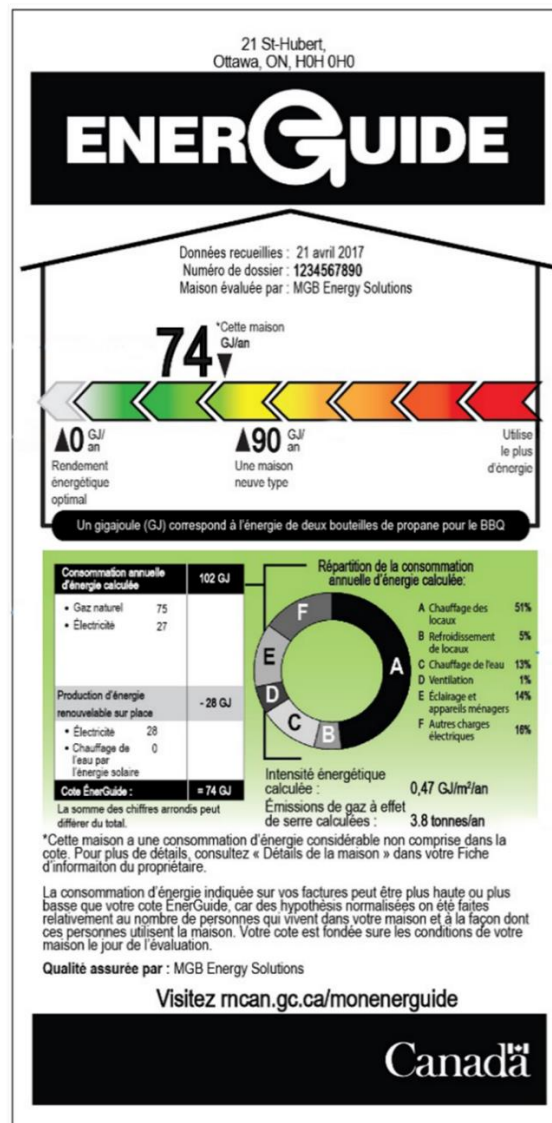 21 St-Hubert,
Ottawa, ON, H0H 0H0
ENERGUIDE
Données recueillies : 21 avril 2017
Numéro de dossier : 1234567890
Maison évaluée par : MGB Energy Solutions
74 *Cette maison
GJ/an
0 GJ/
an
Rendement
énergétique
optimal
90 GJ/
an
Une maison
neuve type
Utilise
le plus
d'énergie
Un gigajoule (GJ) correspond à l'énergie de deux bouteilles de propane pour le BBQ
Consommation annuelle
d'énergie calculée 102 GJ
• Gaz naturel 75
• Électricité 27
Production d'énergie
renouvelable sur place - 28 GJ
• Électricité 28
• Chauffage de 0
l'eau par
l'énergie solaire
Cote ÉnerGuide : = 74 GJ
La somme des chiffres arrondis peut
différer du total.
Répartition de la consommation
annuelle d'énergie calculée:
F
E
D
C
B
A
A Chauffage des 51%
locaux
B Refroidissement 5%
de locaux
C Chauffage de l'eau 13%
D Ventilation 1%
E Éclairage et 14%
appareils ménagers
F Autres charges 16%
électriques
Intensité énergétique
calculée : 0,47 GJ/m²/an
Émissions de gaz à effet
de serre calculées : 3.8 tonnes/an
*Cette maison a une consommation d'énergie considérable non comprise dans la
cote. Pour plus de détails, consultez « Détails de la maison » dans votre Fiche
d'informaiton du propriétaire.
La consommation d'énergie indiquée sur vos factures peut être plus haute ou plus
basse que votre cote ÉnerGuide, car des hypothésis normalisées on été faites
relativement au nombre de personnes qui vivent dans votre maison et à la façon dont
ces personnes utilisent la maison. Votre cote est fondée sure les conditions de votre
maison le jour de l'évaluation.
Qualité assurée par : MGB Energy Solutions
Visitez rncan.gc.ca/monenerguide
Canada